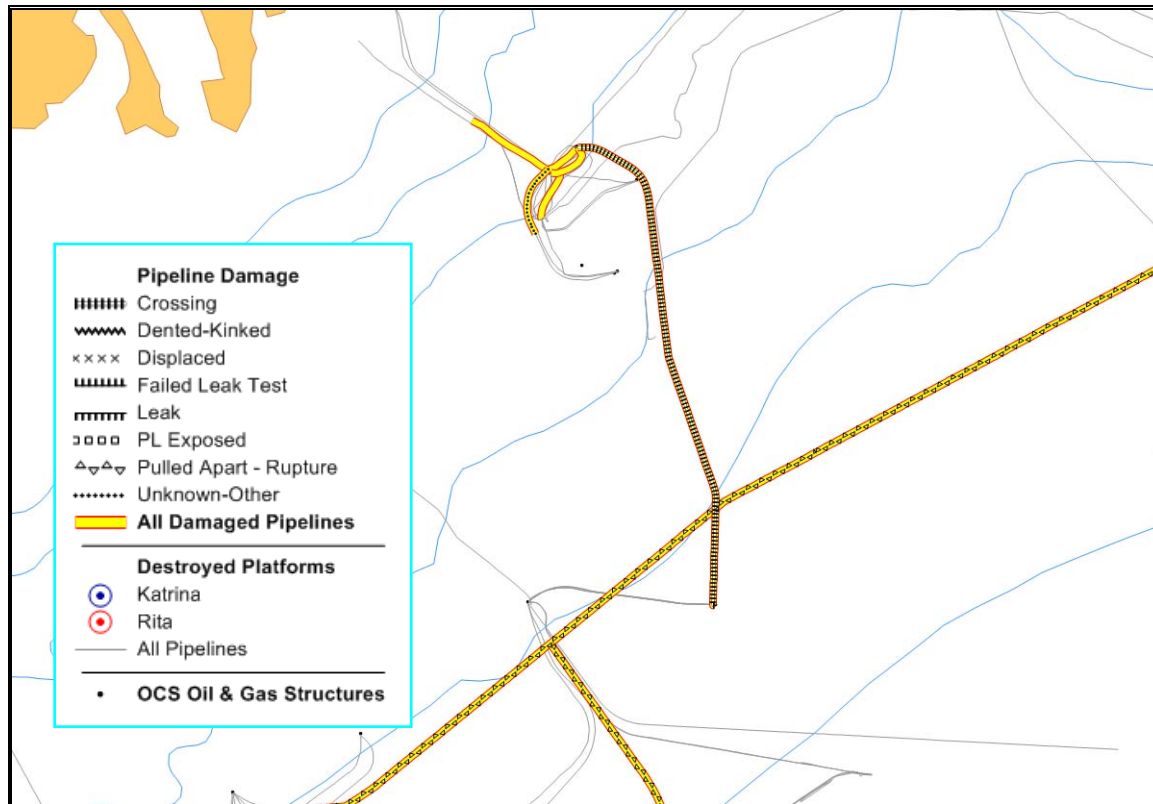 Pipeline Damage
Crossing
Dented-Kinked
Displaced
Failed Leak Test
Leak
PL Exposed
Pulled Apart - Rupture
Unknown-Other
All Damaged Pipelines
Destroyed Platforms
Katrina
Rita
All Pipelines
OCS Oil & Gas Structures